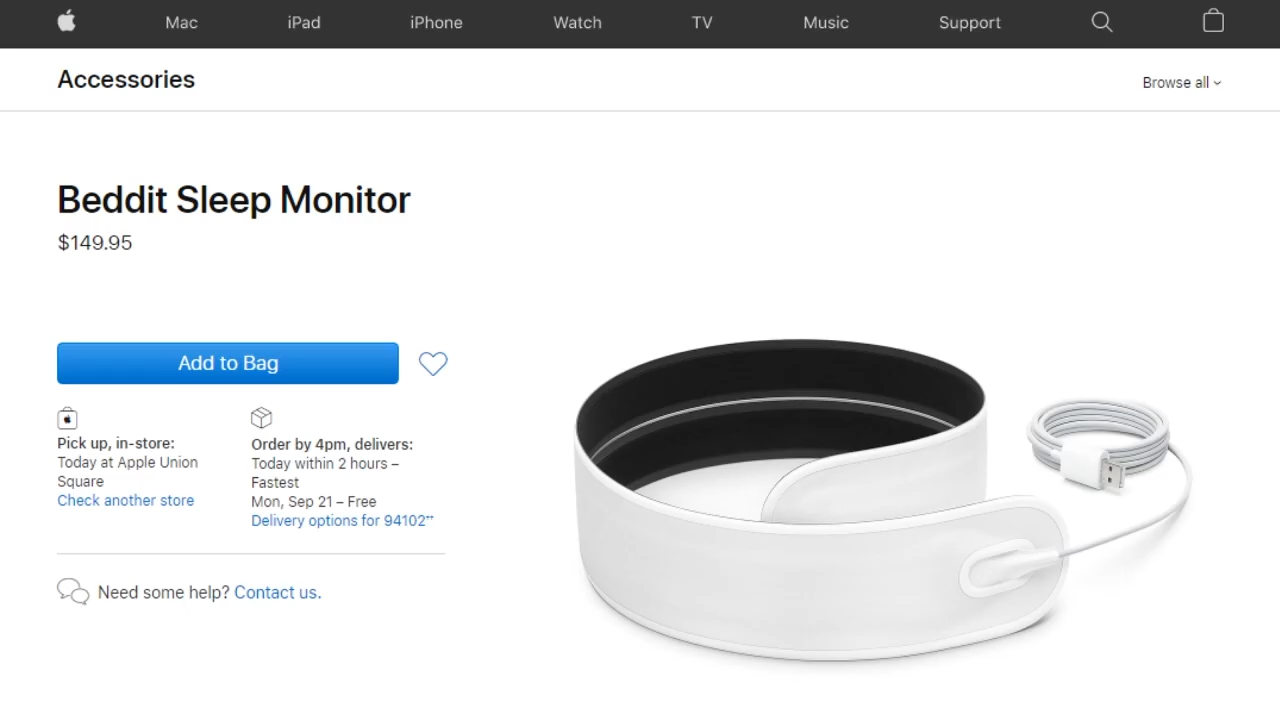 Mac iPad iPhone Watch TV Music Support
Accessories
Browse all
Beddit Sleep Monitor
$149.95
Add to Bag
Pick up, in-store:
Today at Apple Union
Square
Check another store
Order by 4pm, delivers:
Today within 2 hours –
Fastest
Mon, Sep 21 – Free
Delivery options for 94102**
Need some help? Contact us.